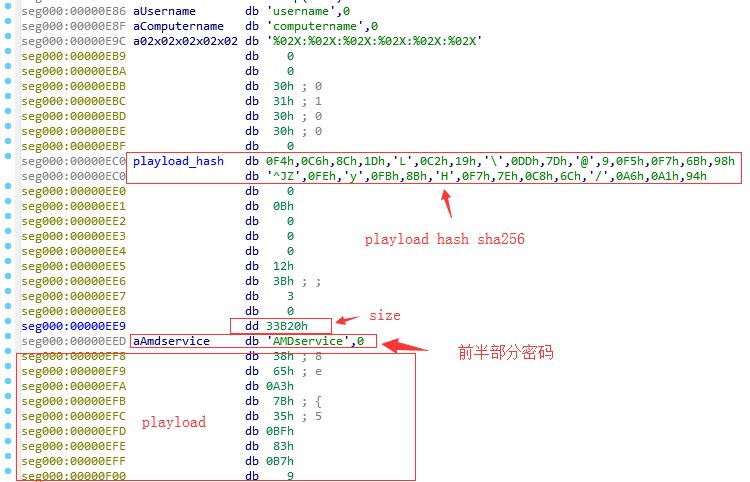 seg000:00000E86 aUsername db 'username',0
seg000:00000E8F aComputername db 'computername',0
seg000:00000E9C a02x02x02x02x02 db '%02X:%02X:%02X:%02X:%02X:%02X'
seg000:00000EB9 db 0
seg000:00000EBA db 0
seg000:00000EBB db 30h ; 0
seg000:00000EBC db 31h ; 1
seg000:00000EBD db 30h ; 0
seg000:00000EBE db 30h ; 0
seg000:00000EBF db 0
seg000:00000EC0 playload_hash db 0F4h,0C6h,8Ch,1Dh,'L',0C2h,19h,'\',0DDh,7Dh,'@',9,0F5h,0F7h,6Bh,98h
seg000:00000EC0 db '^JZ',0FEh,'y',0FBh,8Bh,'H',0F7h,7Eh,0C8h,6Ch,'/',0A6h,0A1h,94h
seg000:00000EE0 db 0
seg000:00000EE1 db 0Bh
seg000:00000EE2 db 0
seg000:00000EE3 db 0
seg000:00000EE4 db 0
seg000:00000EE5 db 12h
seg000:00000EE6 db 3Bh ; ;
seg000:00000EE7 db 3
seg000:00000EE8 db 0
seg000:00000EE9 dd 33B20h
seg000:00000EED aAmdservice db 'AMDservice',0
seg000:00000EF8 db 38h ; 8
seg000:00000EF9 db 65h ; e
seg000:00000EFA db 0A3h
seg000:00000EFB db 7Bh ; {
seg000:00000EFC db 35h ; 5
seg000:00000EFD db 0BFh
seg000:00000EFE db 83h
seg000:00000EFF db 0B7h
seg000:00000F00 db 9
playload hash sha256
size
前半部分密码
playload